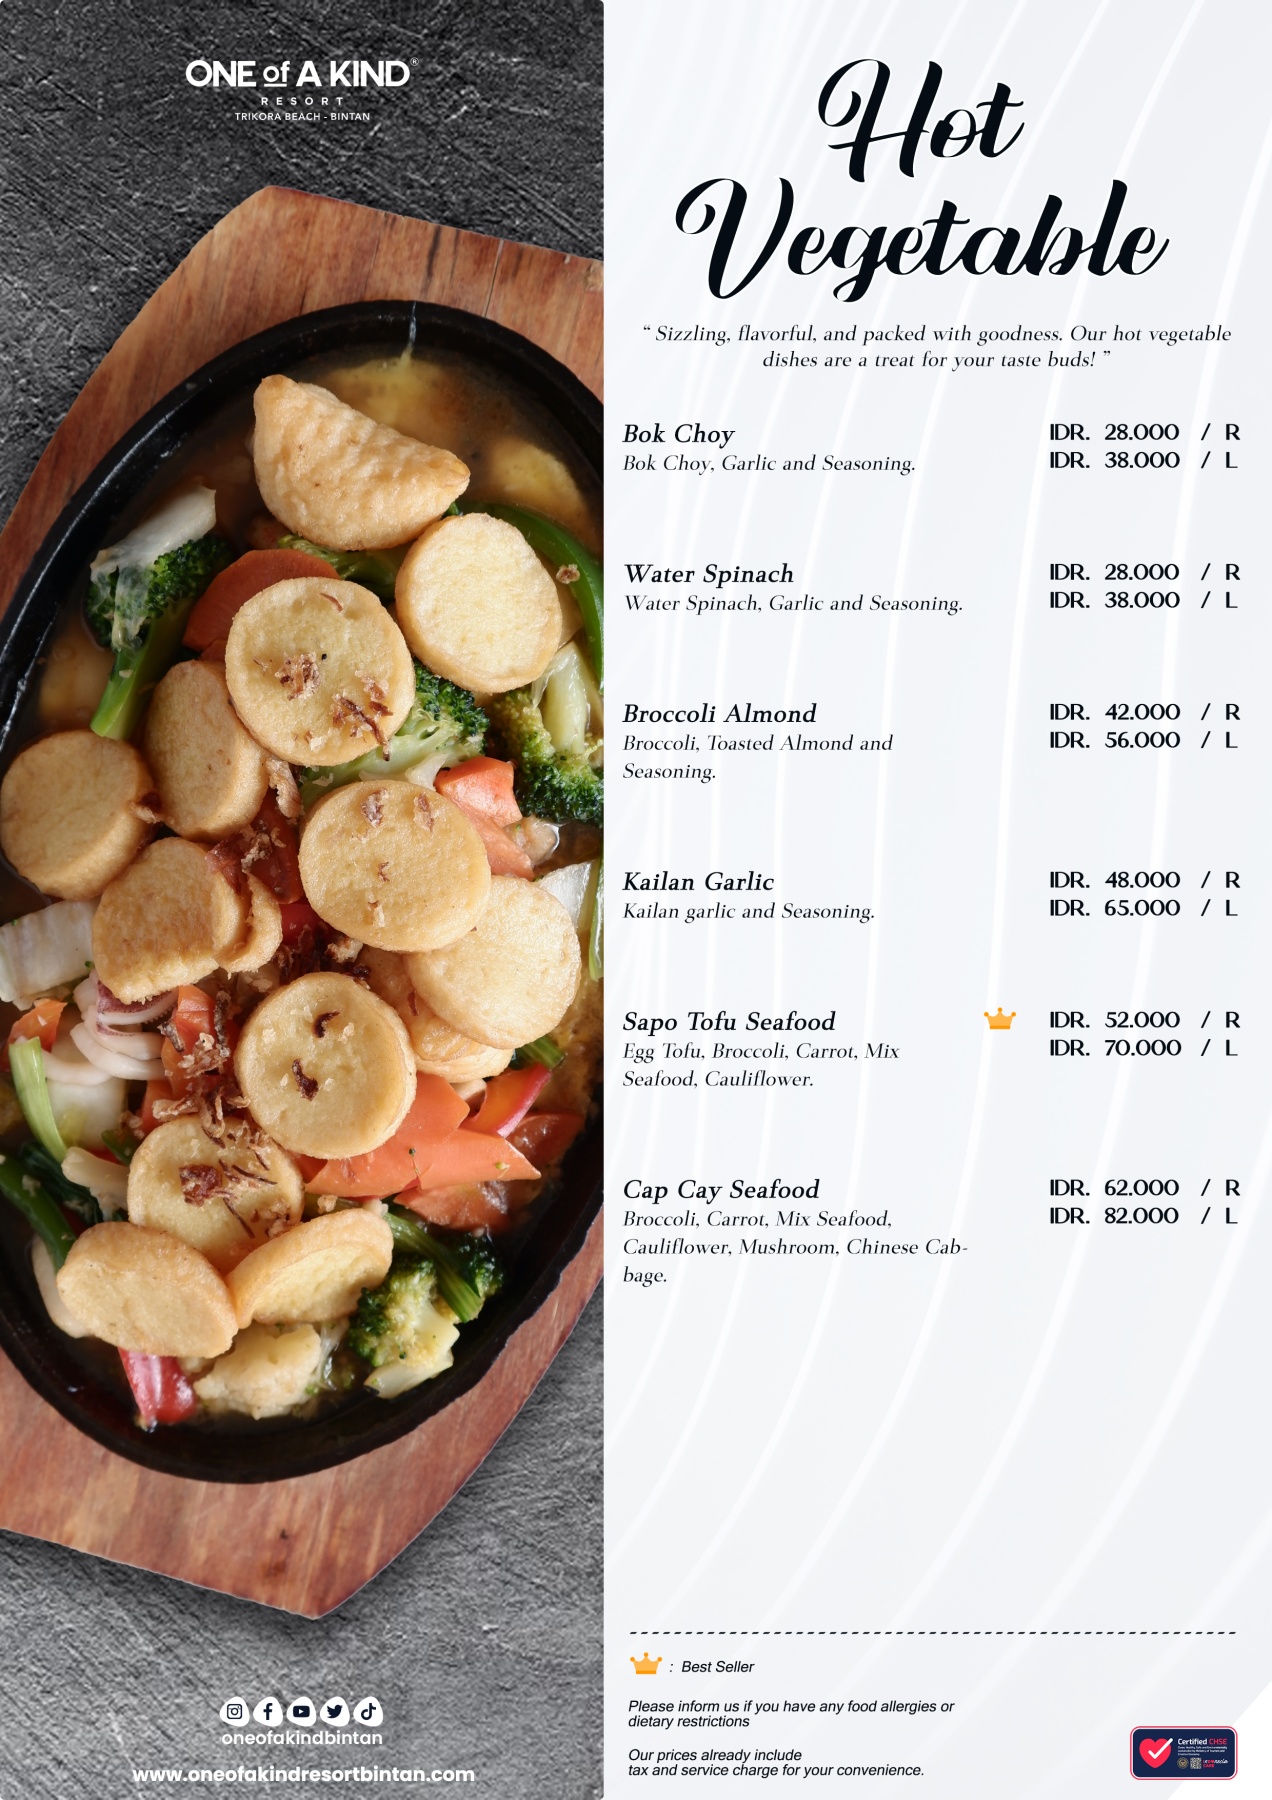 ONE of A KIND®
RESORT
TRIKORA BEACH - BINTAN
Hot
Vegetable
“ Sizzling, flavorful, and packed with goodness. Our hot vegetable
dishes are a treat for your taste buds! ”
Bok Choy
IDR. 28.000 / R
Bok Choy, Garlic and Seasoning.
IDR. 38.000 / L
Water Spinach
IDR. 28.000 / R
Water Spinach, Garlic and Seasoning.
IDR. 38.000 / L
Broccoli Almond
IDR. 42.000 / R
Broccoli, Toasted Almond and
IDR. 56.000 / L
Seasoning.
Kailan Garlic
IDR. 48.000 / R
Kailan garlic and Seasoning.
IDR. 65.000 / L
Sapo Tofu Seafood
IDR. 52.000 / R
Egg Tofu, Broccoli, Carrot, Mix
IDR. 70.000 / L
Seafood, Cauliflower.
Cap Cay Seafood
IDR. 62.000 / R
Broccoli, Carrot, Mix Seafood,
IDR. 82.000 / L
Cauliflower, Mushroom, Chinese Cab-
bage.
: Best Seller
Please inform us if you have any food allergies or
dietary restrictions
Our prices already include
tax and service charge for your convenience.
Certified CHSE
oneofakindbintan
www.oneofakindresortbintan.com